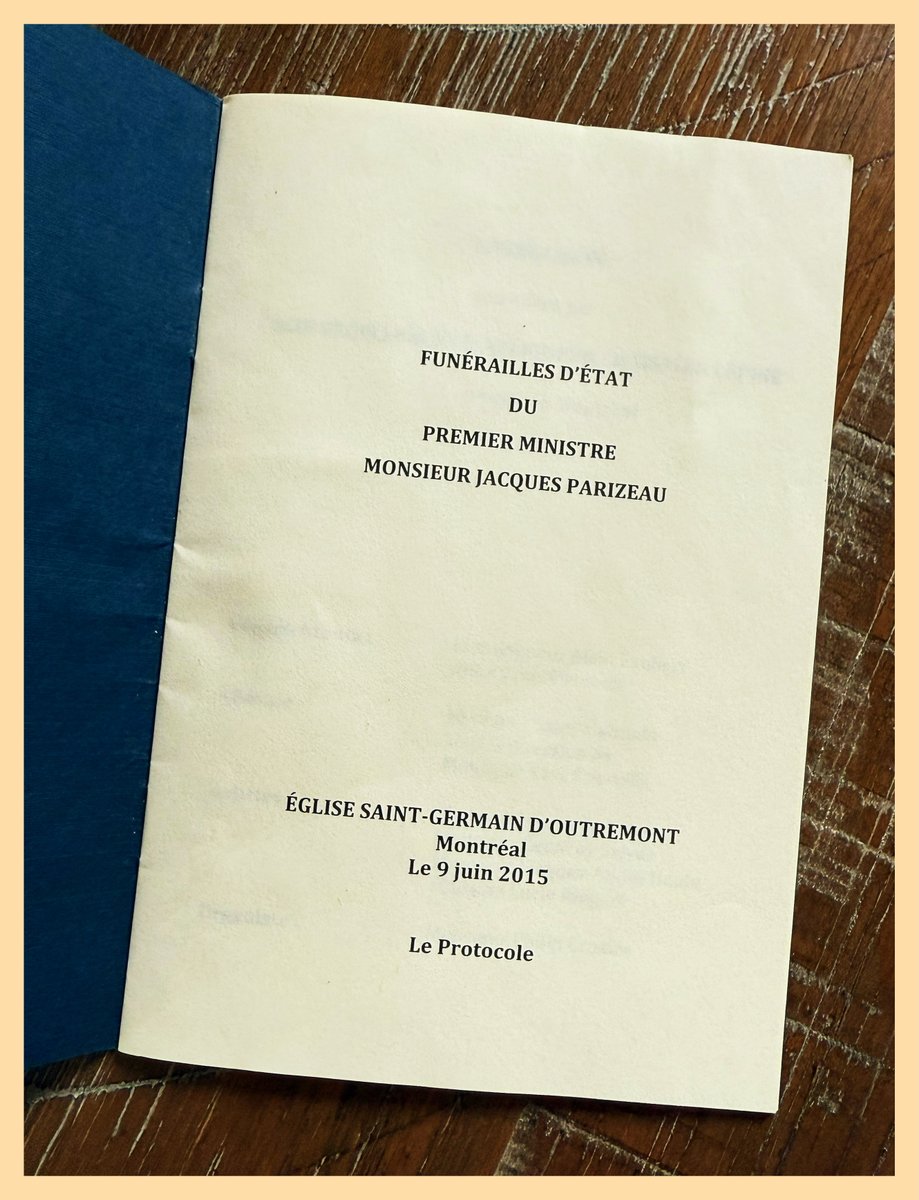 FUNÉRAILLES D'ÉTAT
DU
PREMIER MINISTRE
MONSIEUR JACQUES PARIZEAU
ÉGLISE SAINT-GERMAIN D'OUTREMONT
Montréal
Le 9 juin 2015
Le Protocole